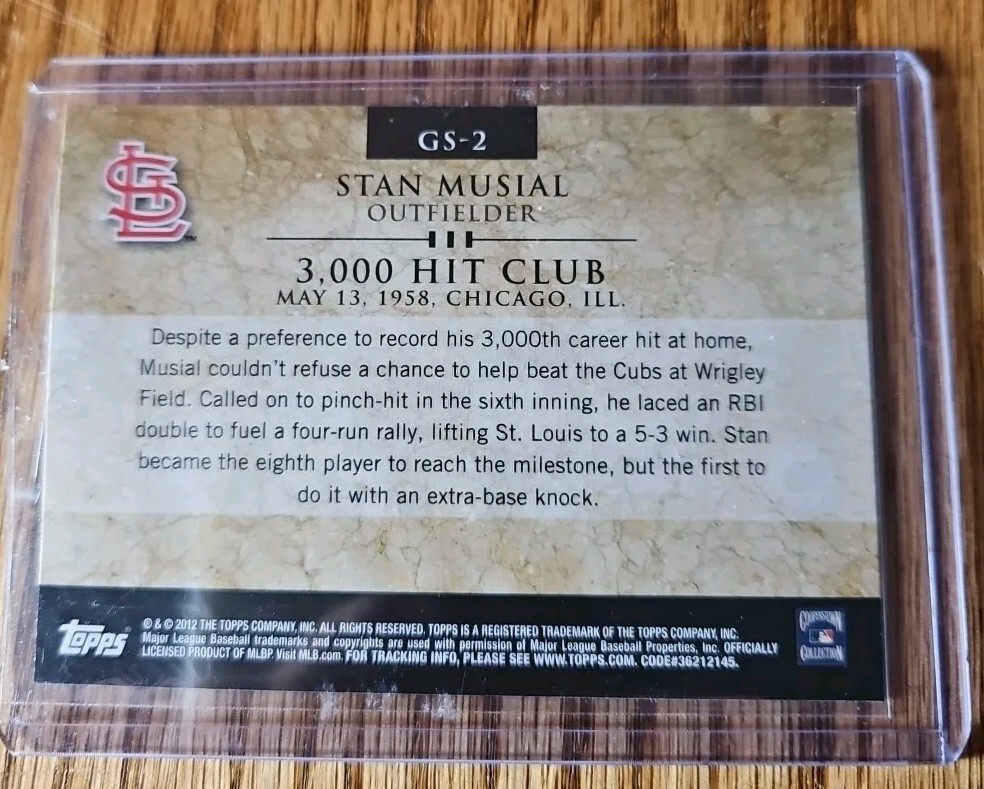 GS-2
STL
STAN MUSIAL
OUTFIELDER
3,000 HIT CLUB
MAY 13, 1958, CHICAGO, ILL.
Despite a preference to record his 3,000th career hit at home,
Musial couldn't refuse a chance to help beat the Cubs at Wrigley
Field. Called on to pinch-hit in the sixth inning, he laced an RBI
double to fuel a four-run rally, lifting St. Louis to a 5-3 win. Stan
became the eighth player to reach the milestone, but the first to
do it with an extra-base knock.
Topps
® & © 2012 THE TOPPS COMPANY, INC. ALL RIGHTS RESERVED. TOPPS IS A REGISTERED TRADEMARK OF THE TOPPS COMPANY, INC.
Major League Baseball trademarks and copyrights are used with permission of Major League Baseball Properties, Inc. OFFICIALLY
LICENSED PRODUCT OF MLBP. Visit MLB.com. FOR TRACKING INFO, PLEASE SEE WWW.TOPPS.COM. CODE#36212145.
COOPERSTOWN
COLLECTION